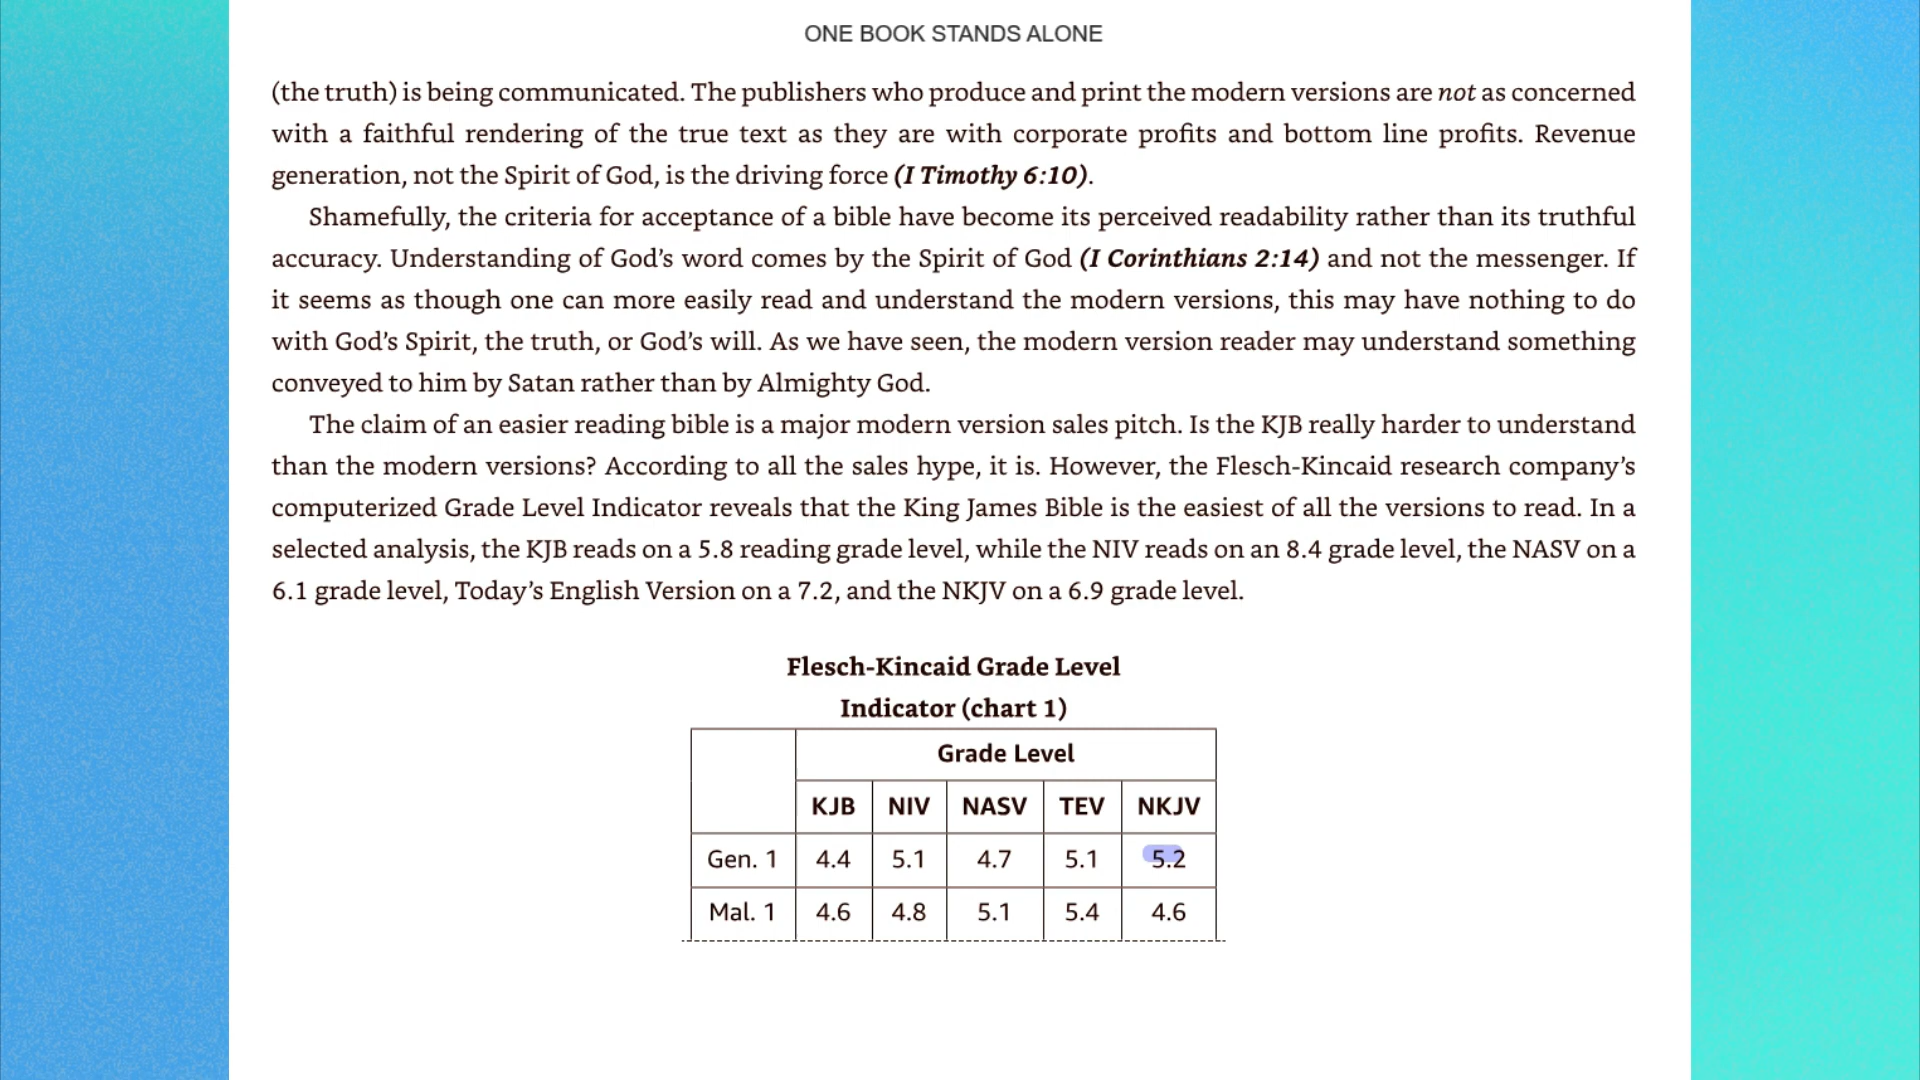 ONE BOOK STANDS ALONE
(the truth) is being communicated. The publishers who produce and print the modern versions are not as concerned
with a faithful rendering of the true text as they are with corporate profits and bottom line profits. Revenue
generation, not the Spirit of God, is the driving force (I Timothy 6:10).
Shamefully, the criteria for acceptance of a bible have become its perceived readability rather than its truthful
accuracy. Understanding of God’s word comes by the Spirit of God (I Corinthians 2:14) and not the messenger. If
it seems as though one can more easily read and understand the modern versions, this may have nothing to do
with God’s Spirit, the truth, or God’s will. As we have seen, the modern version reader may understand something
conveyed to him by Satan rather than by Almighty God.
The claim of an easier reading bible is a major modern version sales pitch. Is the KJB really harder to understand
than the modern versions? According to all the sales hype, it is. However, the Flesch-Kincaid research company’s
computerized Grade Level Indicator reveals that the King James Bible is the easiest of all the versions to read. In a
selected analysis, the KJB reads on a 5.8 reading grade level, while the NIV reads on an 8.4 grade level, the NASV on a
6.1 grade level, Today’s English Version on a 7.2, and the NKJV on a 6.9 grade level.
Flesch-Kincaid Grade Level
Indicator (chart 1)
Grade Level
KJB NIV NASV TEV NKJV
Gen. 1 4.4 5.1 4.7 5.1 5.2
Mal. 1 4.6 4.8 5.1 5.4 4.6